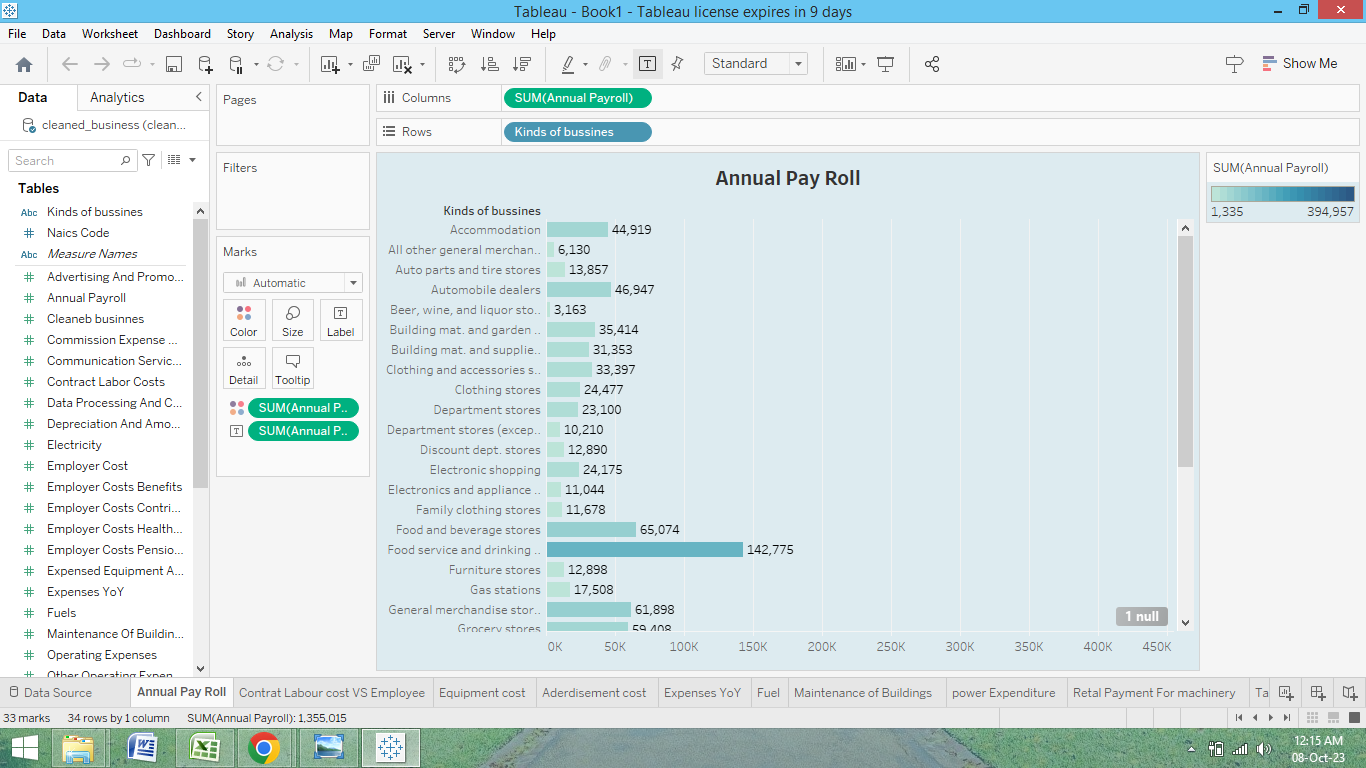 Tableau - Book1 - Tableau license expires in 9 days
File Data Worksheet Dashboard Story Analysis Map Format Server Window Help
Standard
Show Me
Data Analytics
cleaned_business (clean...
Search
Tables
Abc Kinds of bussines
# Naics Code
Abc Measure Names
# Advertising And Promo...
# Annual Payroll
# Cleaneb businnes
# Commission Expense ...
# Communication Servic...
# Contract Labor Costs
# Data Processing And C...
# Depreciation And Amo...
# Electricity
# Employer Cost
# Employer Costs Benefits
# Employer Costs Contri...
# Employer Costs Health...
# Employer Costs Pensio...
# Expensed Equipment A...
# Expenses YoY
# Fuels
# Maintenance Of Buildin...
# Operating Expenses
# Other Operating Expen
Pages
Filters
Marks
Automatic
Color Size Label
Detail Tooltip
SUM(Annual P..
SUM(Annual P..
Columns SUM(Annual Payroll)
Rows Kinds of bussines
Annual Pay Roll
Kinds of bussines
Accommodation 44,919
All other general merchan.. 6,130
Auto parts and tire stores 13,857
Automobile dealers 46,947
Beer, wine, and liquor sto.. 3,163
Building mat. and garden .. 35,414
Building mat. and supplie.. 31,353
Clothing and accessories s.. 33,397
Clothing stores 24,477
Department stores 23,100
Department stores (excep.. 10,210
Discount dept. stores 12,890
Electronic shopping 24,175
Electronics and appliance .. 11,044
Family clothing stores 11,678
Food and beverage stores 65,074
Food service and drinking .. 142,775
Furniture stores 12,898
Gas stations 17,508
General merchandise stor.. 61,898
Grocery stores 59,408
1 null
0K 50K 100K 150K 200K 250K 300K 350K 400K 450K
SUM(Annual Payroll)
1,335 394,957
Data Source Annual Pay Roll Contrat Labour cost VS Employee Equipment cost Aderdisement cost Expenses YoY Fuel Maintenance of Buildings power Expenditure Retal Payment For machinery Ta
33 marks 34 rows by 1 column SUM(Annual Payroll): 1,355,015
12:15 AM
08-Oct-23